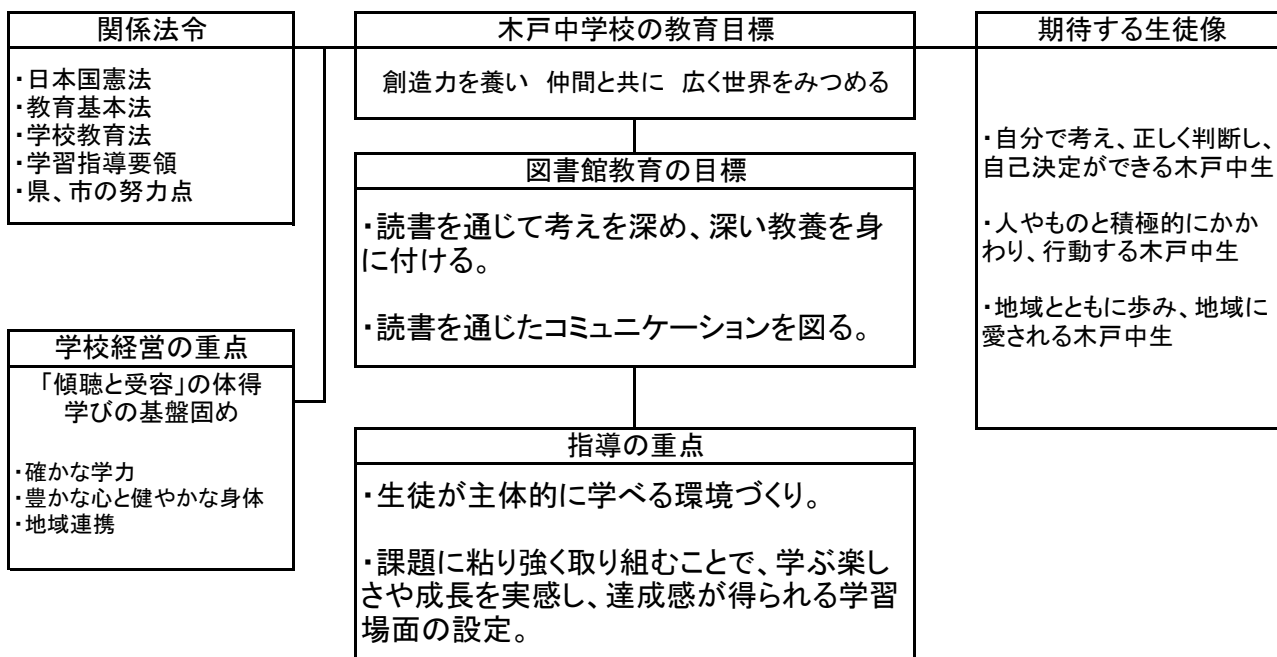 関係法令
・日本国憲法
・教育基本法
・学校教育法
・学習指導要領
・県、市の努力点
学校経営の重点
「傾聴と受容」の体得
学びの基盤固め
・確かな学力
・豊かな心と健やかな身体
・地域連携
木戸中学校の教育目標
創造力を養い 仲間と共に 広く世界をみつめる
図書館教育の目標
・読書を通じて考えを深め、深い教養を身
に付ける。
・読書を通じたコミュニケーションを図る。
指導の重点
・生徒が主体的に学べる環境づくり。
・課題に粘り強く取り組むことで、学ぶ楽し
さや成長を実感し、達成感が得られる学習
場面の設定。
期待する生徒像
・自分で考え、正しく判断し、
自己決定ができる木戸中生
・人やものと積極的にかか
わり、行動する木戸中生
・地域とともに歩み、地域に
愛される木戸中生